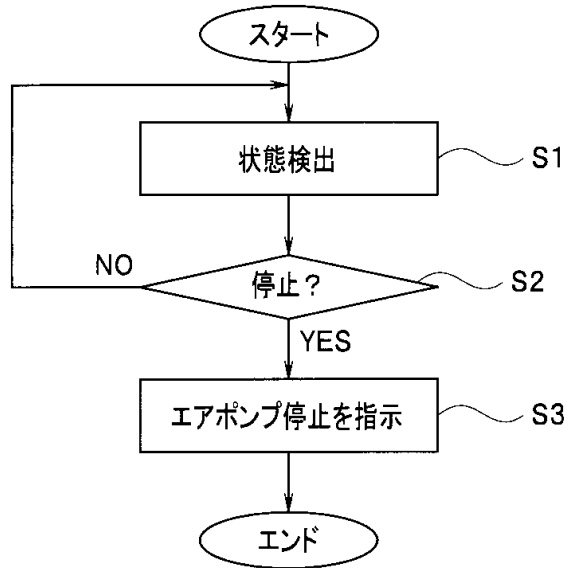 スタート
状態検出
S1
停止？
S2
NO
YES
エアポンプ停止を指示
S3
エンド